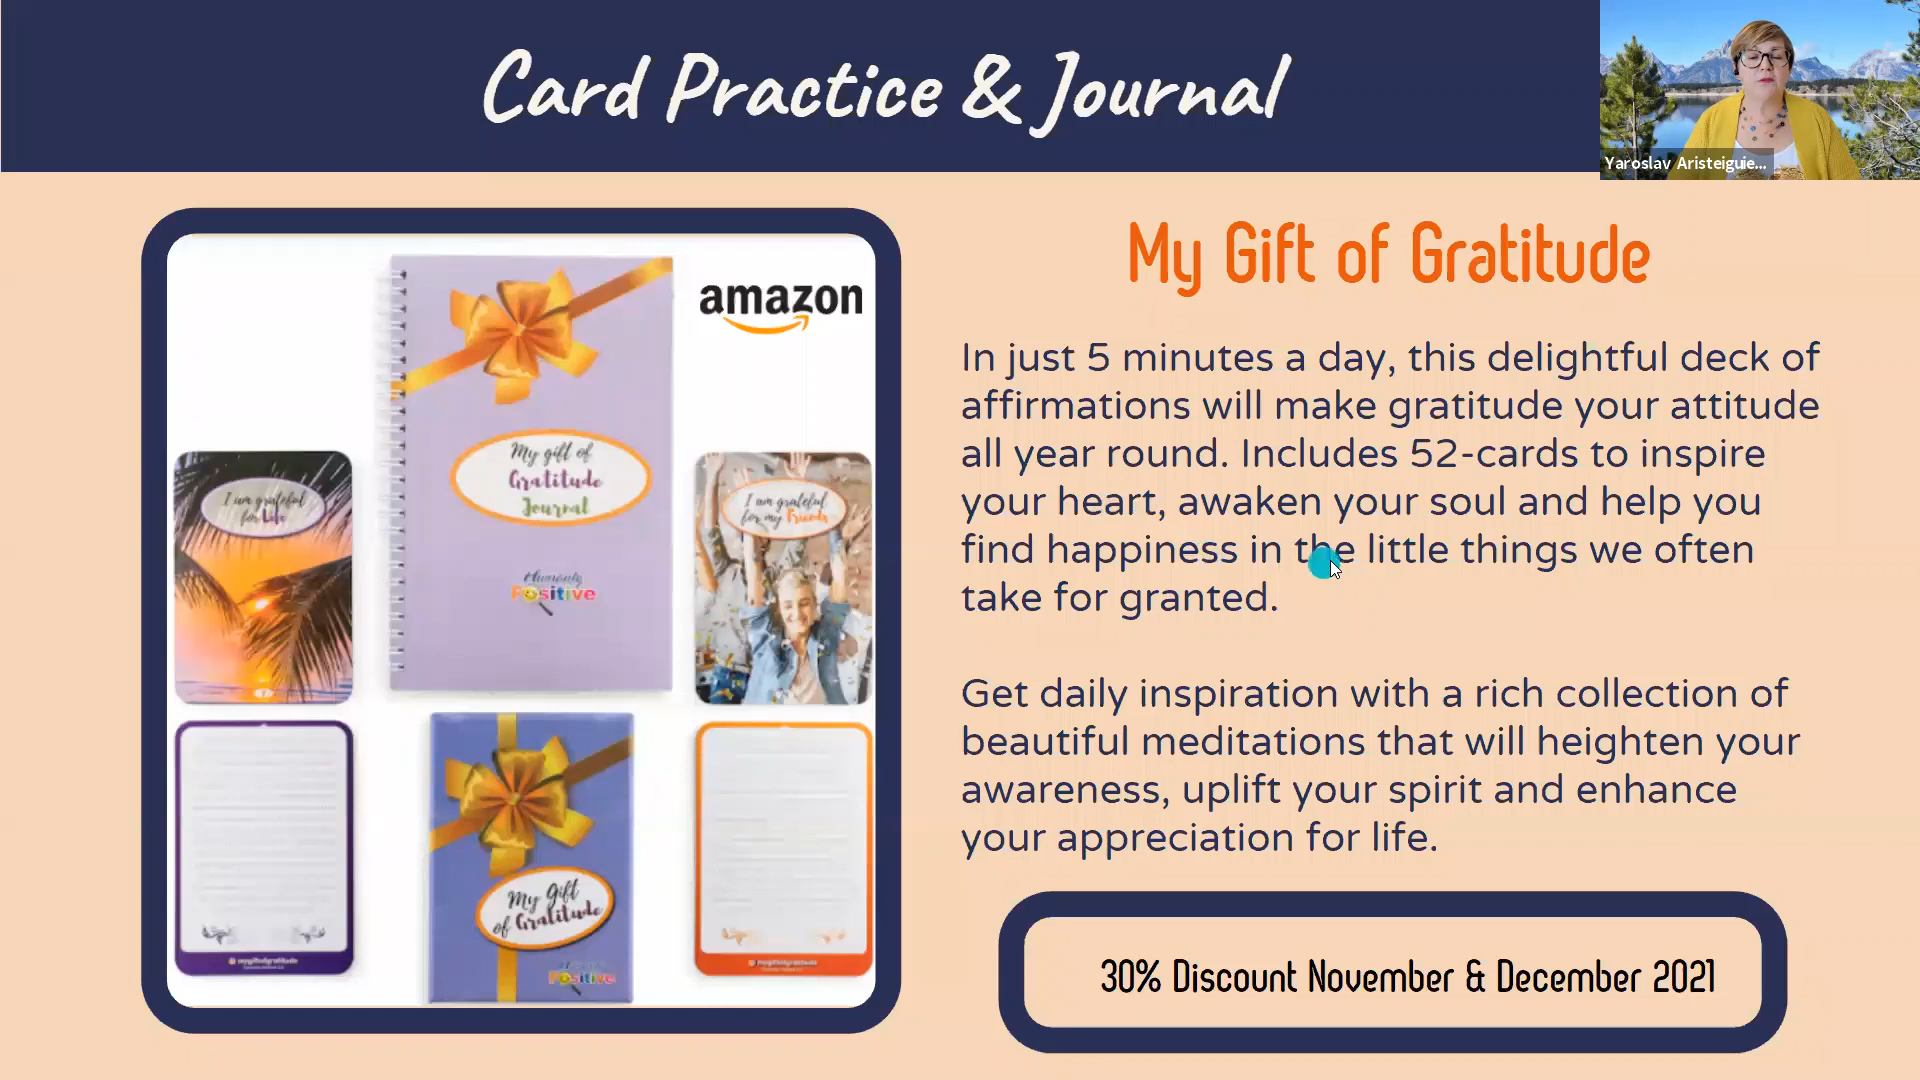 Card Practice & Journal
Yaroslav Aristeiguie...
amazon
My gift of
Gratitude
Journal
I am grateful
for Life
I am grateful
for my Friends
Humanity
Positive
My Gift
of Gratitude
Positive
mygiftofgratitude
mygiftofgratitude
My Gift of Gratitude
In just 5 minutes a day, this delightful deck of
affirmations will make gratitude your attitude
all year round. Includes 52-cards to inspire
your heart, awaken your soul and help you
find happiness in the little things we often
take for granted.
Get daily inspiration with a rich collection of
beautiful meditations that will heighten your
awareness, uplift your spirit and enhance
your appreciation for life.
30% Discount November & December 2021